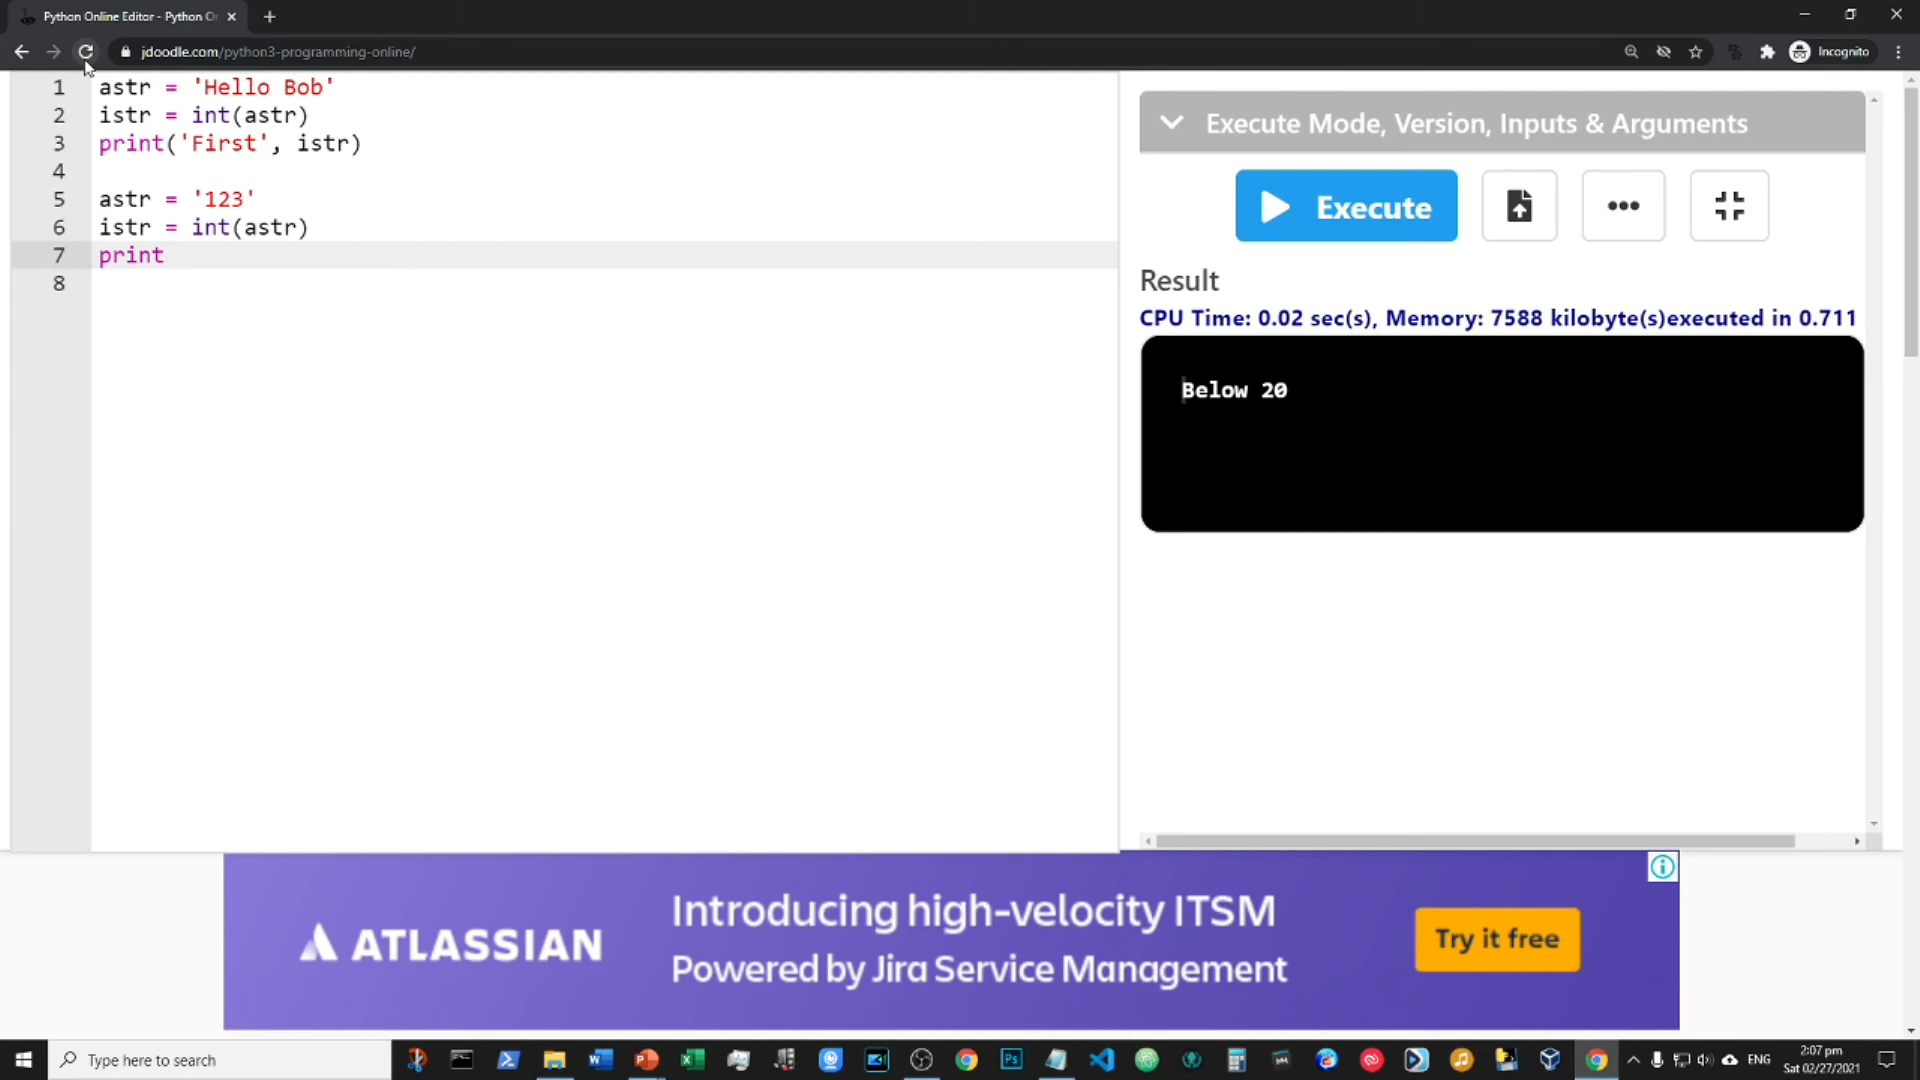 Python Online Editor - Python Or
jdoodle.com/python3-programming-online/
Incognito
1 astr = 'Hello Bob'
2 istr = int(astr)
3 print('First', istr)
4
5 astr = '123'
6 istr = int(astr)
7 print
8
Execute Mode, Version, Inputs & Arguments
Execute
Result
CPU Time: 0.02 sec(s), Memory: 7588 kilobyte(s)executed in 0.711
Below 20
ATLASSIAN
Introducing high-velocity ITSM
Powered by Jira Service Management
Try it free
Type here to search
Ps
ENG
2:07 pm
Sat 02/27/2021